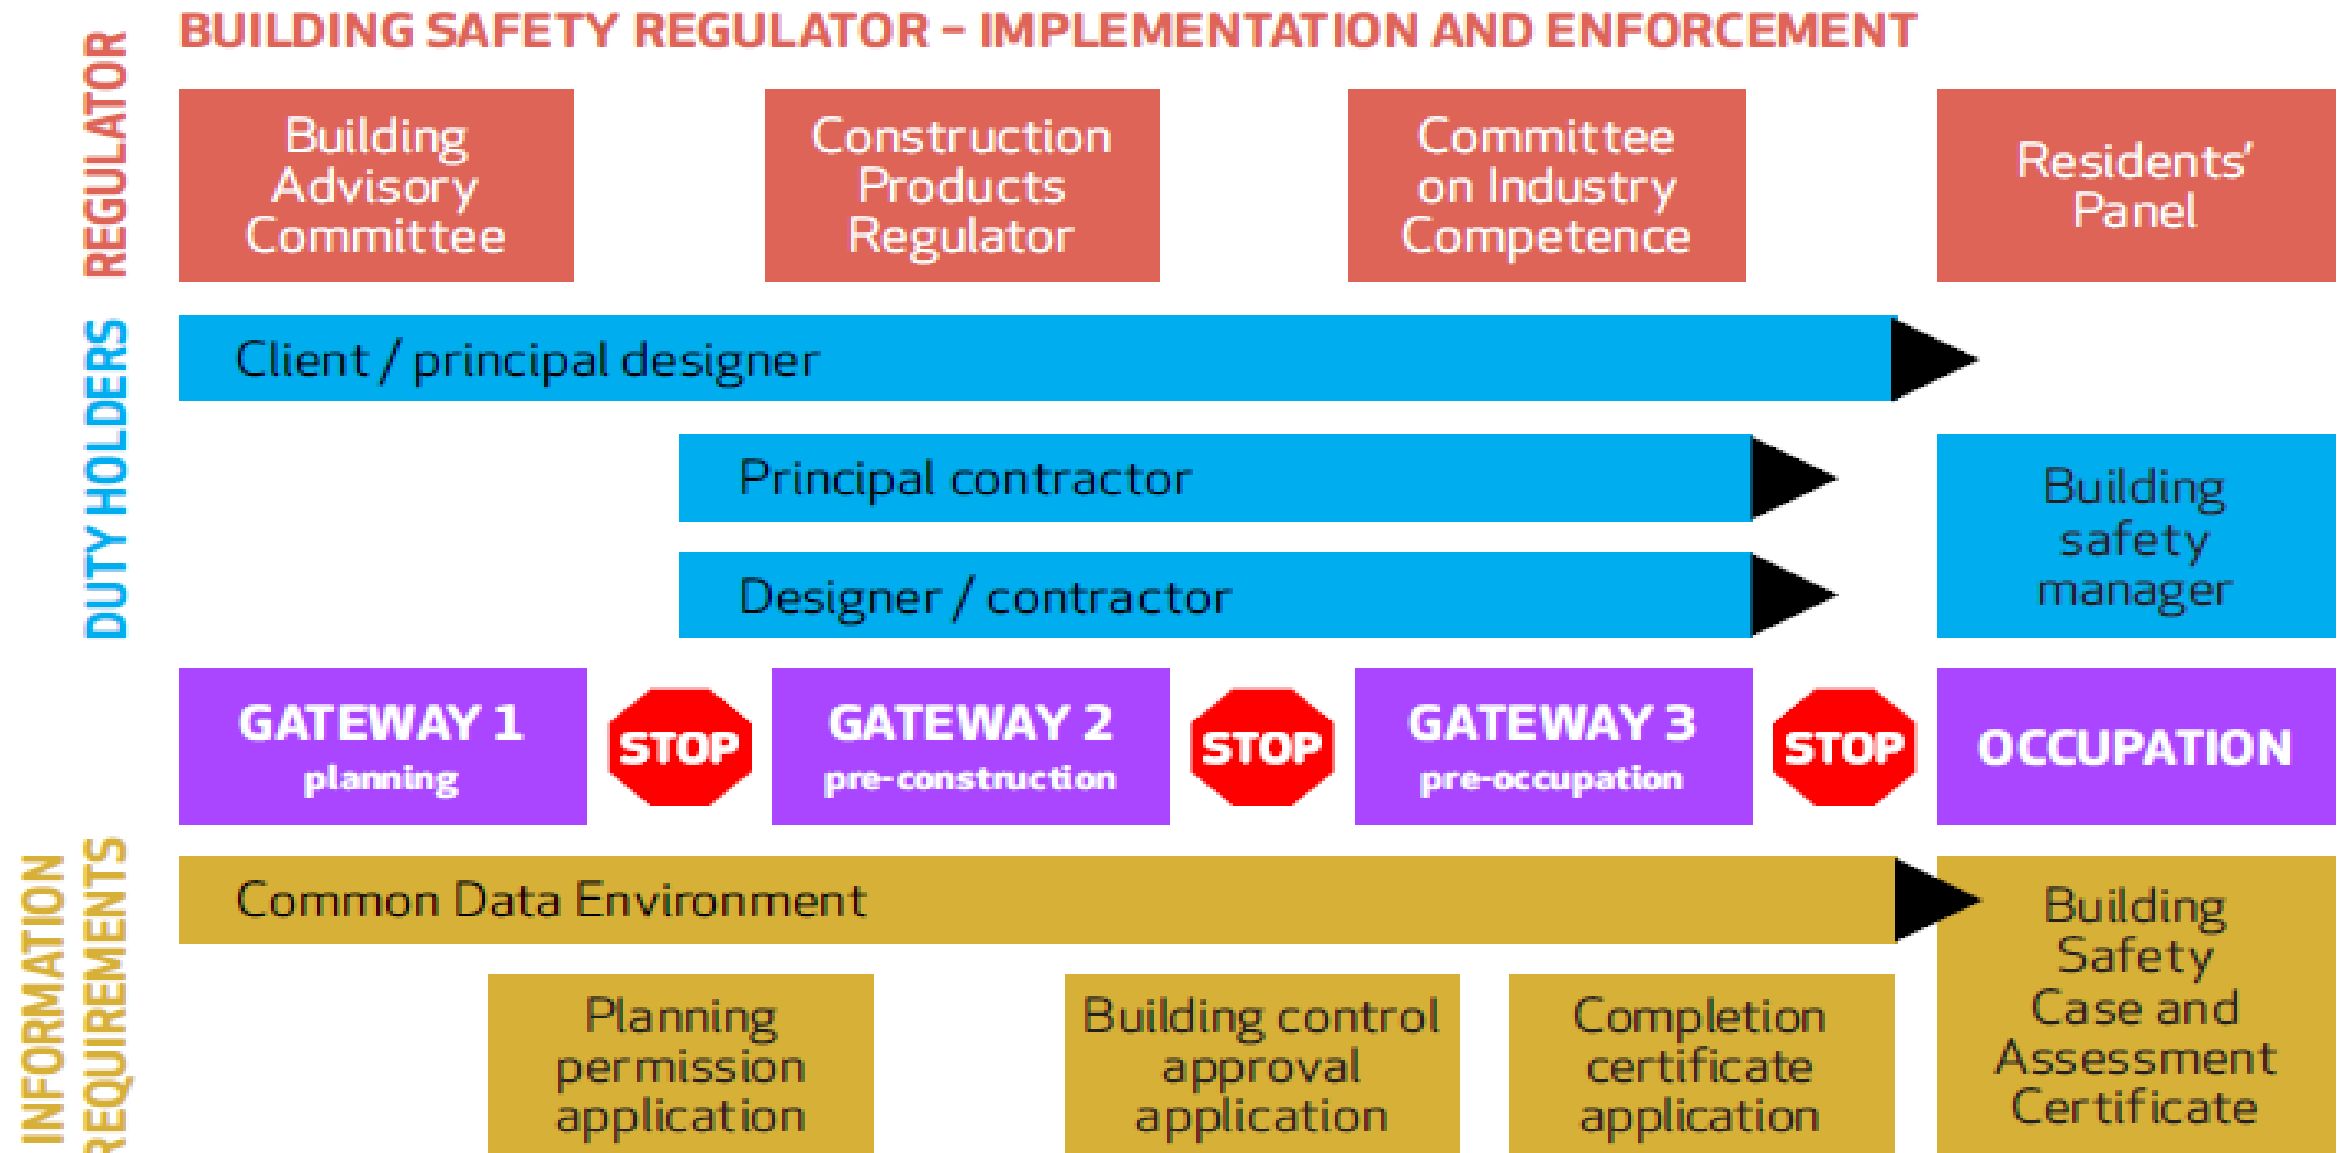 BUILDING SAFETY REGULATOR – IMPLEMENTATION AND ENFORCEMENT
REGULATOR
Building
Advisory
Committee
Construction
Products
Regulator
Committee
on Industry
Competence
Residents’
Panel
DUTY HOLDERS
Client / principal designer
Principal contractor
Designer / contractor
Building
safety
manager
GATEWAY 1
planning
STOP
GATEWAY 2
pre-construction
STOP
GATEWAY 3
pre-occupation
STOP
OCCUPATION
INFORMATION
REQUIREMENTS
Common Data Environment
Planning
permission
application
Building control
approval
application
Completion
certificate
application
Building
Safety
Case and
Assessment
Certificate